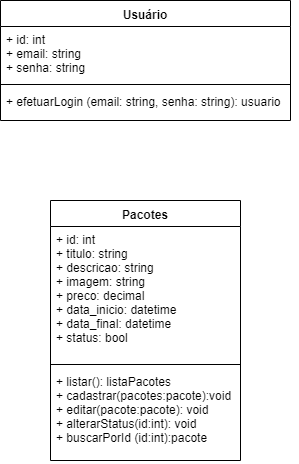 Usuário
+ id: int
+ email: string
+ senha: string
+ efetuarLogin (email: string, senha: string): usuario
Pacotes
+ id: int
+ titulo: string
+ descricao: string
+ imagem: string
+ preco: decimal
+ data_inicio: datetime
+ data_final: datetime
+ status: bool
+ listar(): listaPacotes
+ cadastrar(pacotes:pacote):void
+ editar(pacote:pacote): void
+ alterarStatus(id:int): void
+ buscarPorId (id:int):pacote